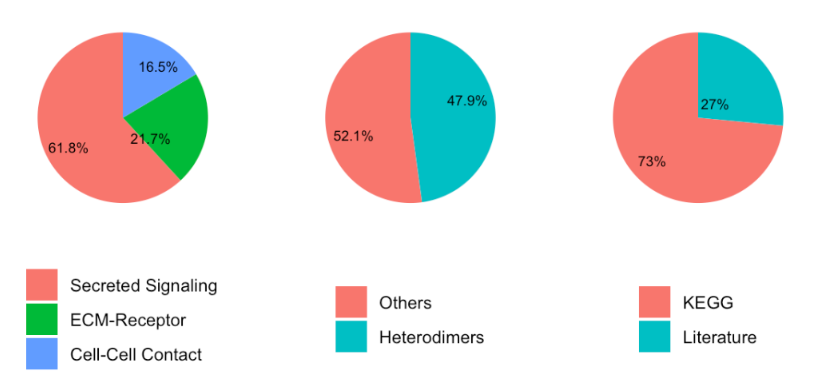 16.5%
21.7%
61.8%
47.9%
52.1%
27%
73%
Secreted Signaling
ECM-Receptor
Cell-Cell Contact
Others
Heterodimers
KEGG
Literature